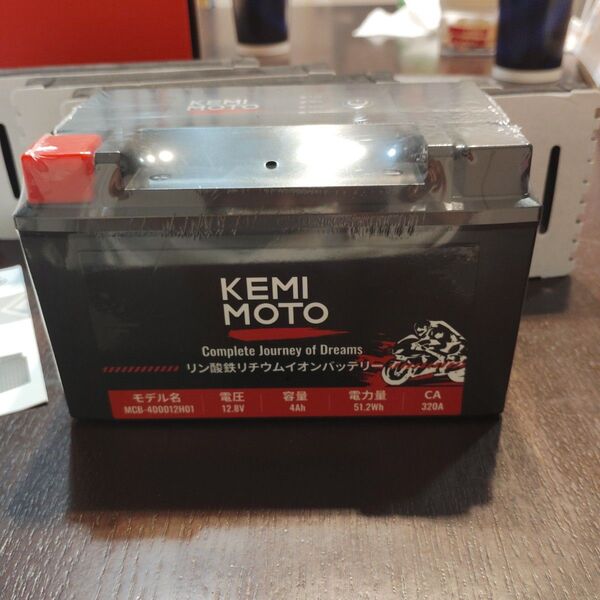 KEMI
MOTO
KEMI
MOTO
Complete Journey of Dreams
リン酸鉄リチウムイオンバッテリー
モデル名 電圧 容量 電力量 CA
MCB-400012H01 12.8V 4Ah 51.2Wh 320A